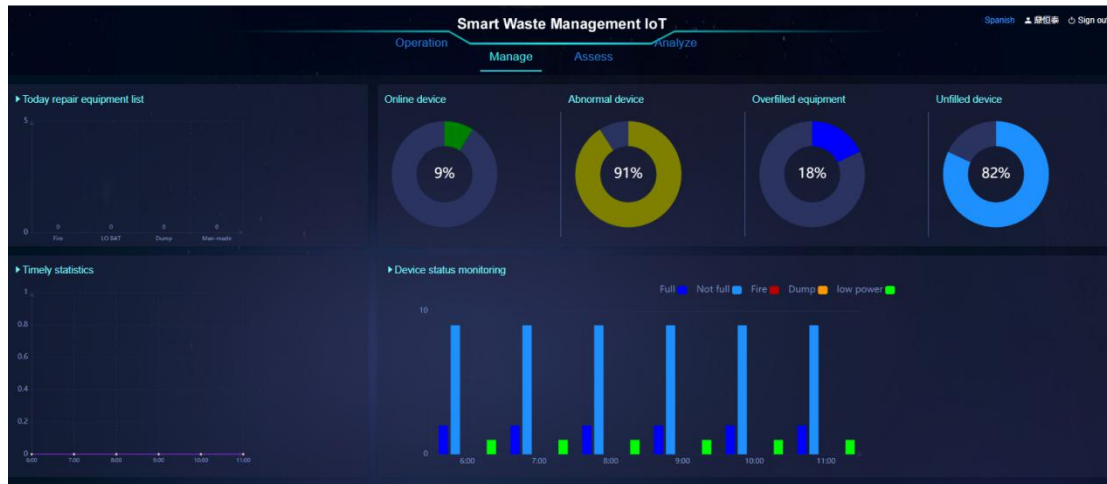 Smart Waste Management IoT
Spanish
Sign out
Operation
Analyze
Manage
Assess
Today repair equipment list
5
0
0 0 0 0
Fire LO BAT Dump Man-made
Online device
9%
Abnormal device
91%
Overfilled equipment
18%
Unfilled device
82%
Timely statistics
1
0.8
0.6
0.4
0.2
0
6:00 7:00 8:00 9:00 10:00 11:00
Device status monitoring
Full Not full Fire Dump low power
10
0
6:00 7:00 8:00 9:00 10:00 11:00